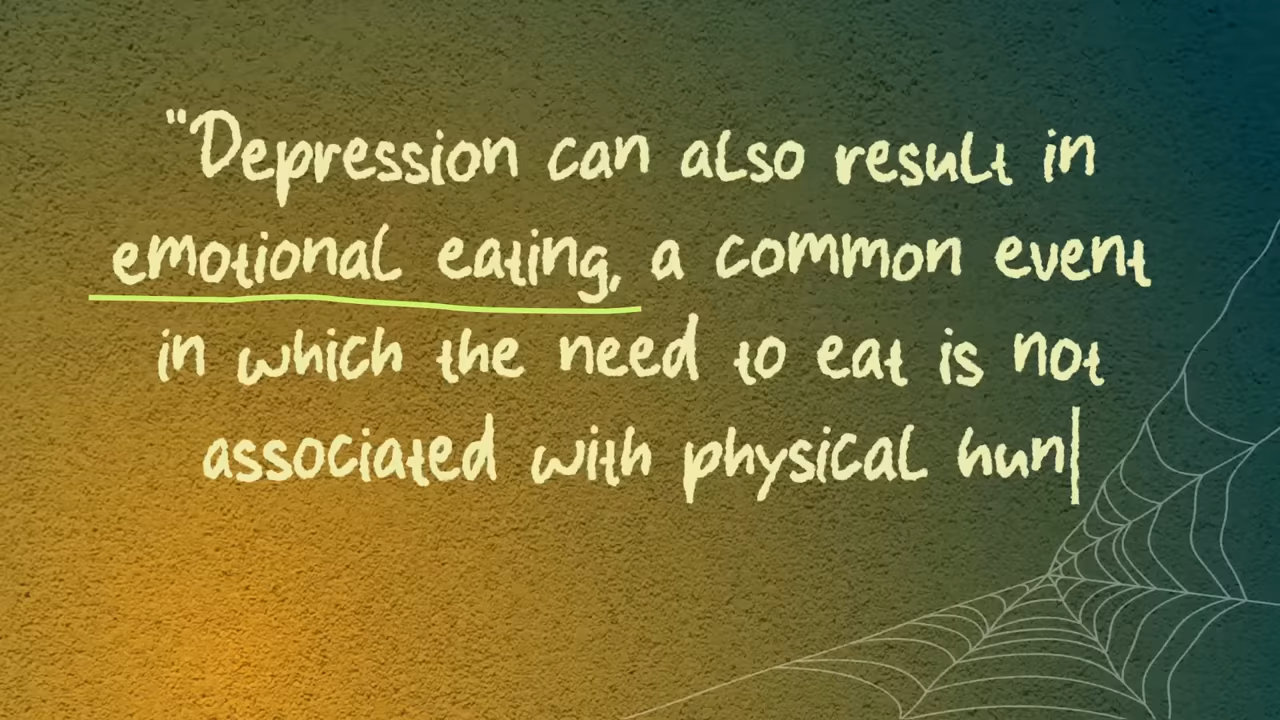 "Depression can also result in
emotional eating, a common event
in which the need to eat is not
associated with physical hun|